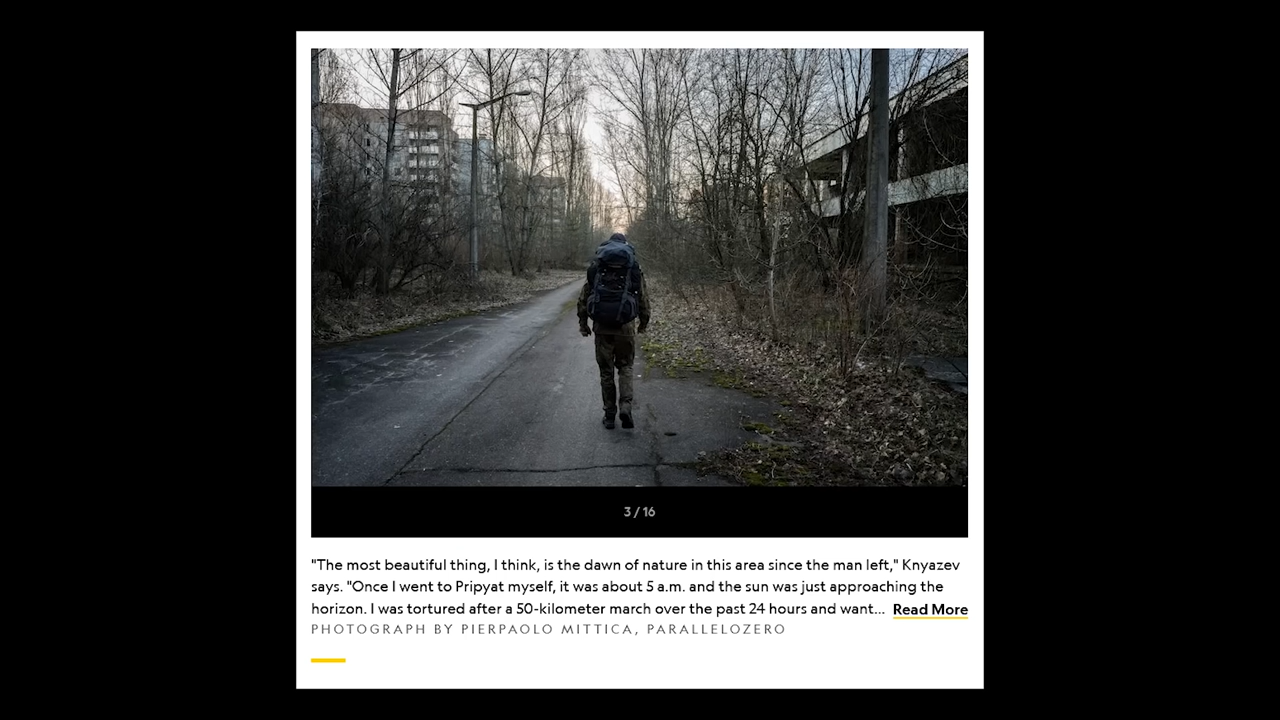 3 / 16
"The most beautiful thing, I think, is the dawn of nature in this area since the man left," Knyazev
says. "Once I went to Pripyat myself, it was about 5 a.m. and the sun was just approaching the
horizon. I was tortured after a 50-kilometer march over the past 24 hours and want... Read More
PHOTOGRAPH BY PIERPAOLO MITTICA, PARALLELOZERO